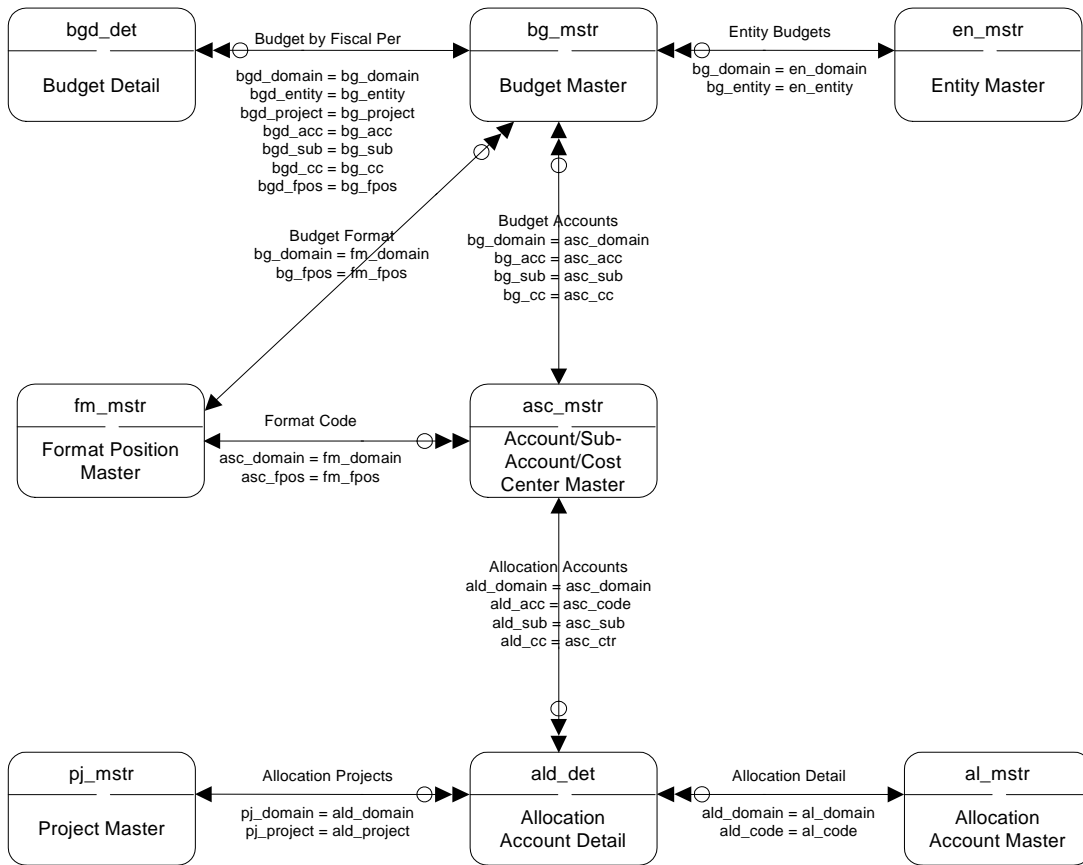 bgd_det
Budget Detail
Budget by Fiscal Per
bgd_domain = bg_domain
bgd_entity = bg_entity
bgd_project = bg_project
bgd_acc = bg_acc
bgd_sub = bg_sub
bgd_cc = bg_cc
bgd_fpos = bg_fpos
bg_mstr
Budget Master
Entity Budgets
bg_domain = en_domain
bg_entity = en_entity
en_mstr
Entity Master
Budget Format
bg_domain = fm_domain
bg_fpos = fm_fpos
Budget Accounts
bg_domain = asc_domain
bg_acc = asc_acc
bg_sub = asc_sub
bg_cc = asc_cc
fm_mstr
Format Position
Master
Format Code
asc_domain = fm_domain
asc_fpos = fm_fpos
asc_mstr
Account/Sub-
Account/Cost
Center Master
Allocation Accounts
ald_domain = asc_domain
ald_acc = asc_code
ald_sub = asc_sub
ald_cc = asc_ctr
pj_mstr
Project Master
Allocation Projects
pj_domain = ald_domain
pj_project = ald_project
ald_det
Allocation
Account Detail
Allocation Detail
ald_domain = al_domain
ald_code = al_code
al_mstr
Allocation
Account Master